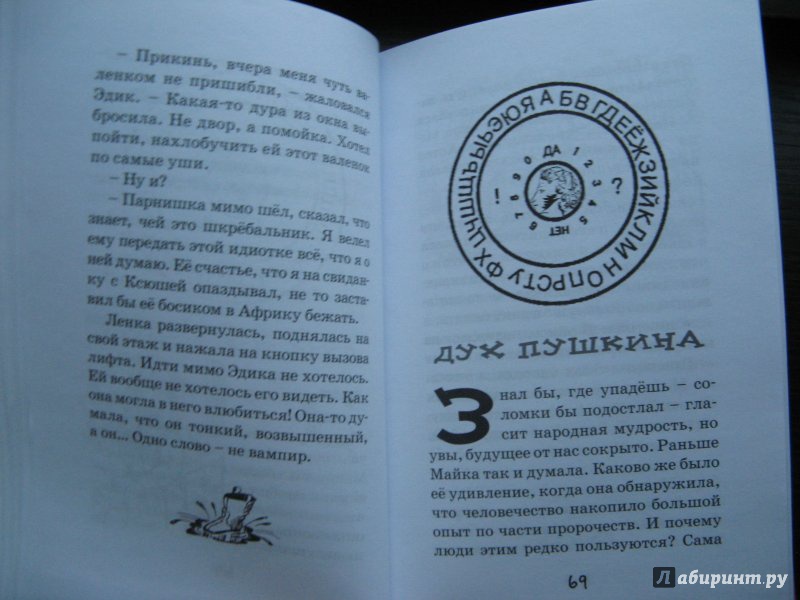 – Прикинь, вчера меня чуть ва-
ленком не пришибли, – жаловался
Эдик. – Какая-то дура из окна вы-
бросила. Не двор, а помойка. Хотел
пойти, нахлобучить ей этот валенок
по самые уши.
– Ну и?
– Парнишка мимо шёл, сказал, что
знает, чей это шкрёбальник. Я велел
ему передать этой идиотке всё, что я о
ней думаю. Её счастье, что я на свидан-
ку с Ксюшей опаздывал, не то заста-
вил бы её босиком в Африку бежать.
Ленка развернулась, поднялась на
свой этаж и нажала на кнопку вызова
лифта. Идти мимо Эдика не хотелось.
Ей вообще не хотелось его видеть. Как
она могла в него влюбиться! Она-то ду-
мала, что он тонкий, возвышенный,
а он... Одно слово – не вампир.
А Б В Г Д Е Ё Ж З И Й К Л М Н О П Р С Т У Ф Х Ц Ч Ш Щ Ъ Ы Ь Э Ю Я
ДА 1 2 3 4 5 НЕТ 6 7 8 9 0
! ?
ДУХ ПУШКИНА
Знал бы, где упадёшь – со-
ломки бы подостлал – гла-
сит народная мудрость, но
увы, будущее от нас сокрыто. Раньше
Майка так и думала. Каково же было
её удивление, когда она обнаружила,
что человечество накопило большой
опыт по части пророчеств. И почему
люди этим редко пользуются? Сама
69
Лабиринт.ру